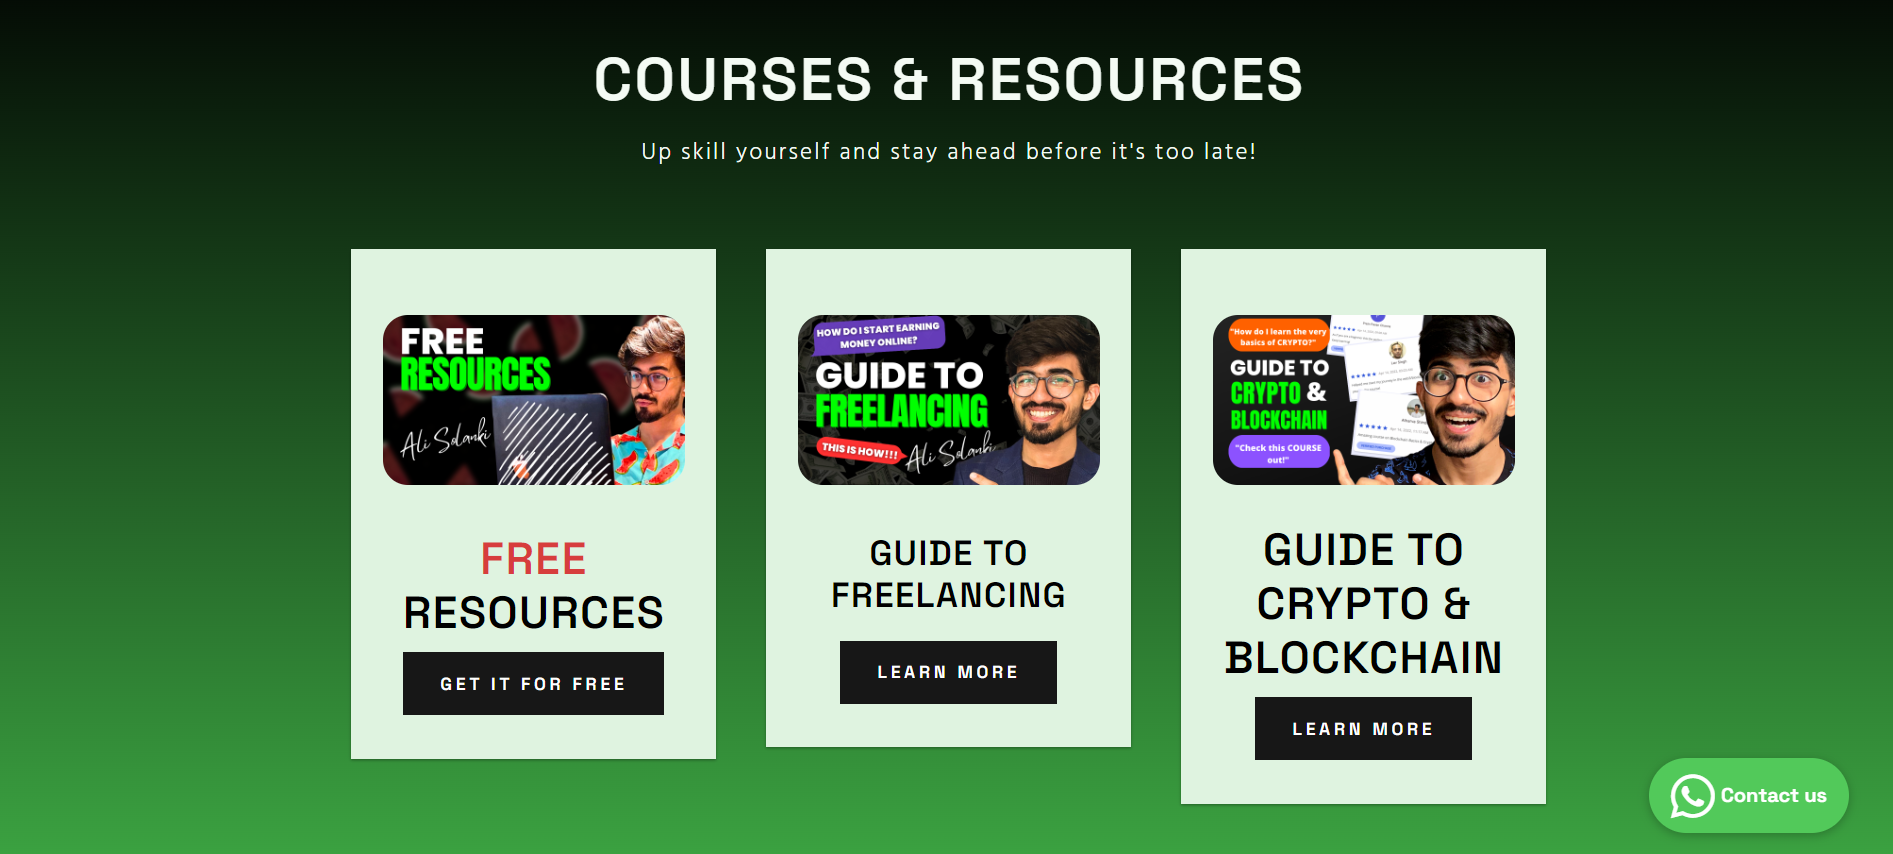 COURSES & RESOURCES
Up skill yourself and stay ahead before it's too late!
FREE
RESOURCES
Ali Solanki
FREE
RESOURCES
GET IT FOR FREE
HOW DO I START EARNING
MONEY ONLINE?
GUIDE TO
FREELANCING
THIS IS HOW!!!
Ali Solanki
GUIDE TO
FREELANCING
LEARN MORE
"How do I learn the very
basics of CRYPTO?"
GUIDE TO
CRYPTO &
BLOCKCHAIN
"Check this COURSE
out!"
GUIDE TO
CRYPTO &
BLOCKCHAIN
LEARN MORE
Contact us